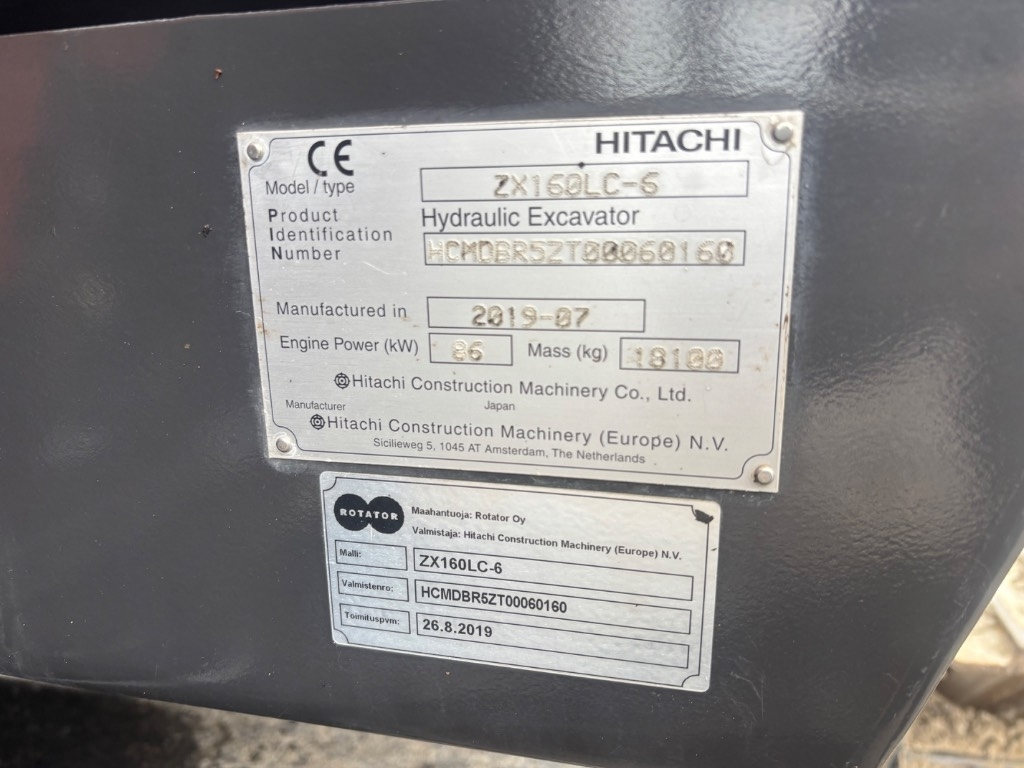 CE HITACHI
Model / type ZX160LC-6
Product Hydraulic Excavator
Identification
Number HCMDBR5ZT00060160
Manufactured in 2019-07
Engine Power (kW) 86 Mass (kg) 18100
Hitachi Construction Machinery Co., Ltd.
Japan
Manufacturer
Hitachi Construction Machinery (Europe) N.V.
Sicilieweg 5, 1045 AT Amsterdam, The Netherlands
ROTATOR
Maahantuoja: Rotator Oy
Valmistaja: Hitachi Construction Machinery (Europe) N.V.
Malli: ZX160LC-6
Valmistenro: HCMDBR5ZT00060160
Toimituspvm: 26.8.2019